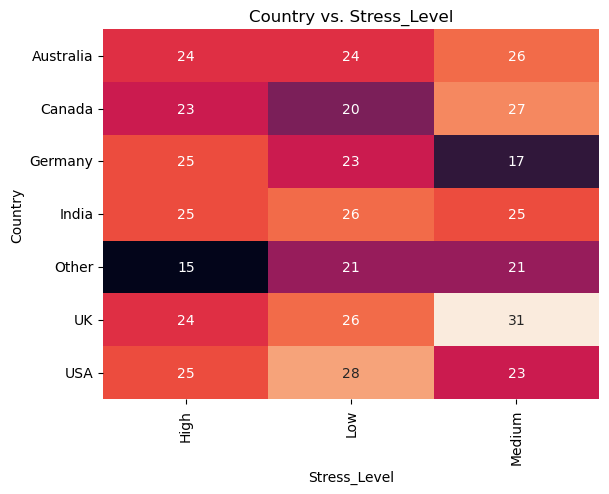 Country vs. Stress_Level
Country
Australia 24 24 26
Canada 23 20 27
Germany 25 23 17
India 25 26 25
Other 15 21 21
UK 24 26 31
USA 25 28 23
High Low Medium
Stress_Level